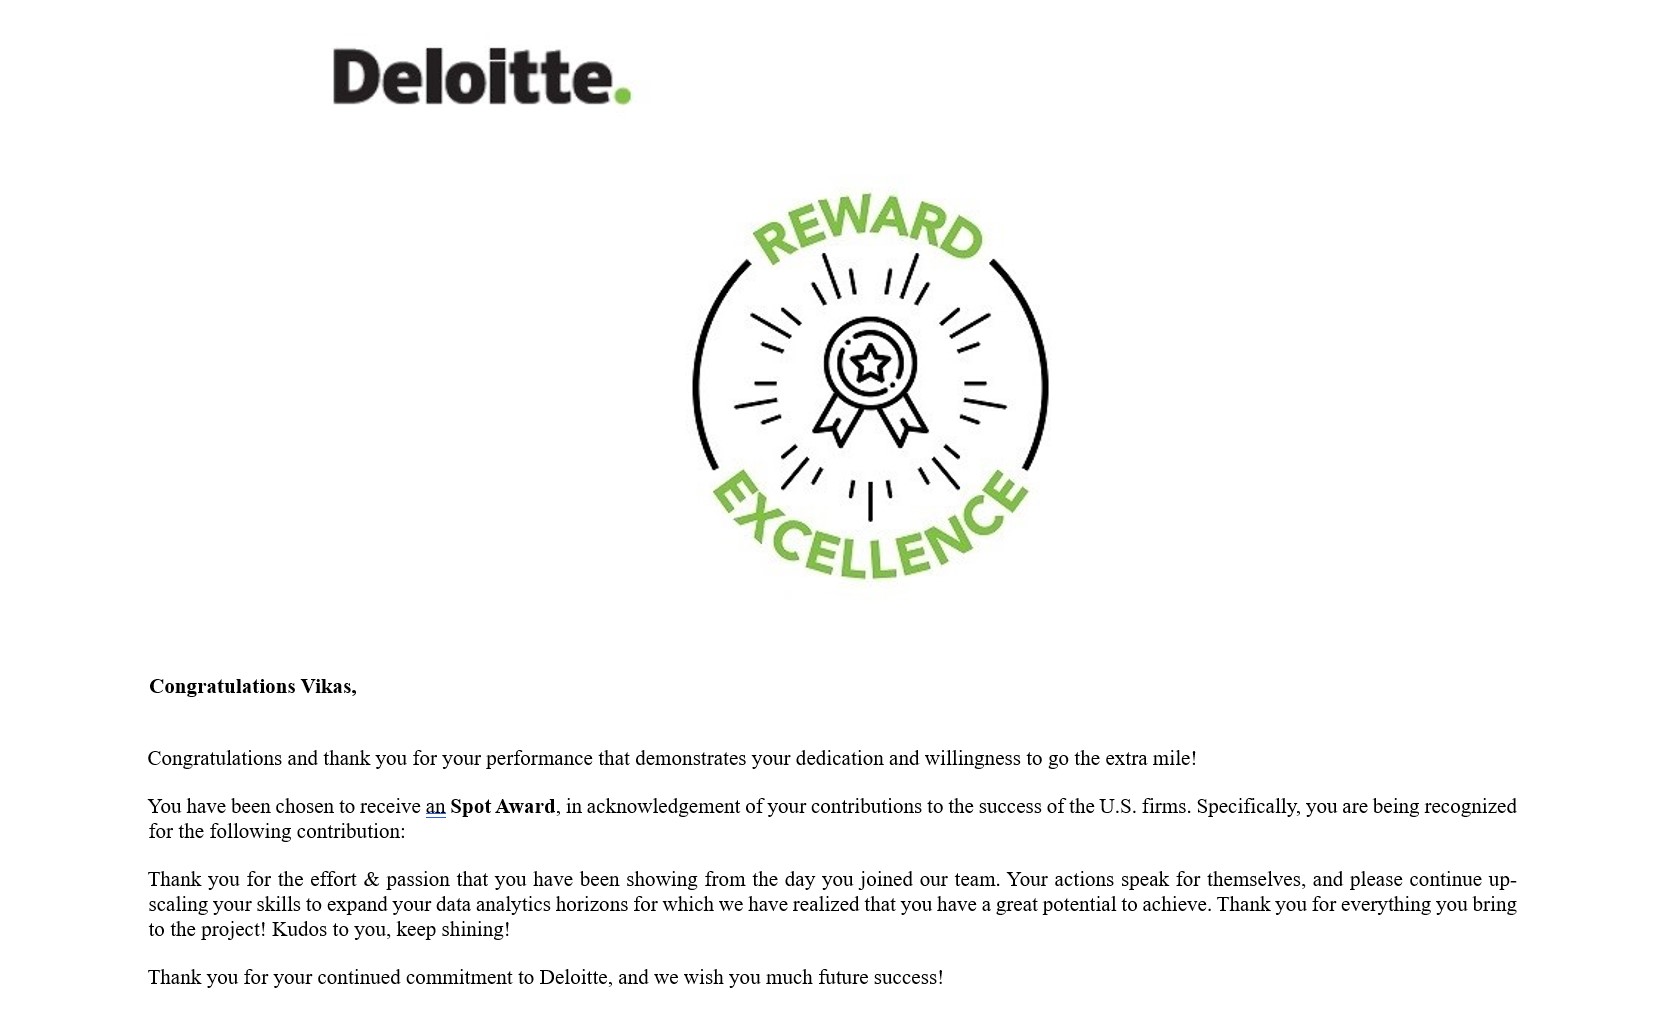 Deloitte.
REWARD
EXCELLENCE
Congratulations Vikas,
Congratulations and thank you for your performance that demonstrates your dedication and willingness to go the extra mile!
You have been chosen to receive an Spot Award, in acknowledgement of your contributions to the success of the U.S. firms. Specifically, you are being recognized
for the following contribution:
Thank you for the effort & passion that you have been showing from the day you joined our team. Your actions speak for themselves, and please continue up-
scaling your skills to expand your data analytics horizons for which we have realized that you have a great potential to achieve. Thank you for everything you bring
to the project! Kudos to you, keep shining!
Thank you for your continued commitment to Deloitte, and we wish you much future success!